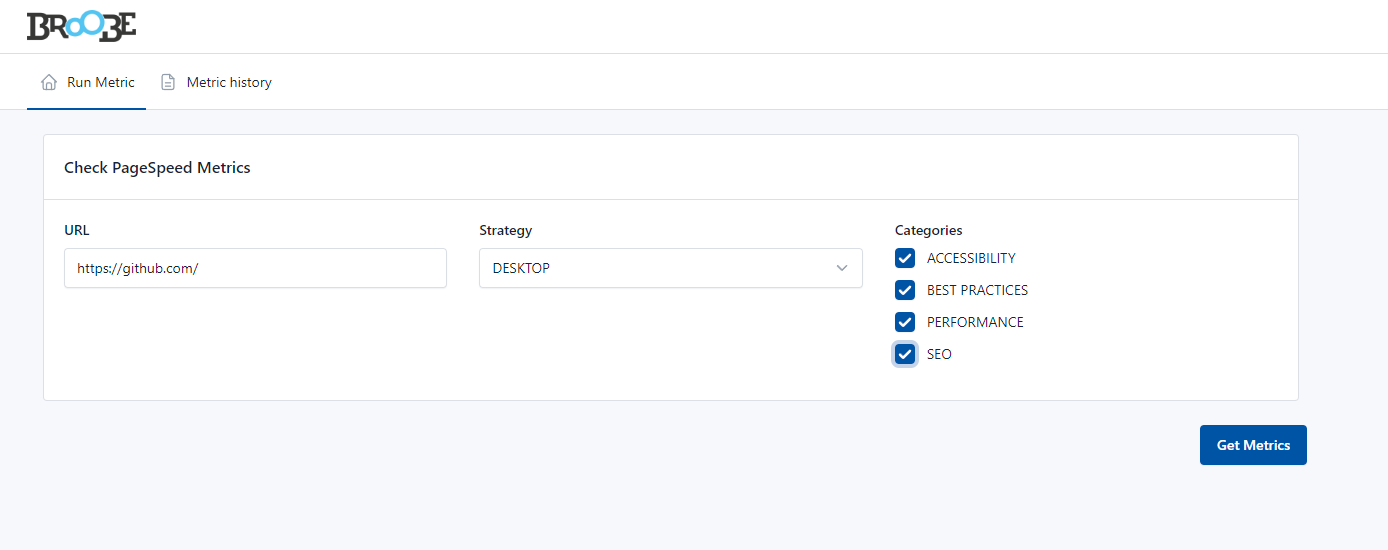 BROOBE
Run Metric
Metric history
Check PageSpeed Metrics
URL
https://github.com/
Strategy
DESKTOP
Categories
ACCESSIBILITY
BEST PRACTICES
PERFORMANCE
SEO
Get Metrics